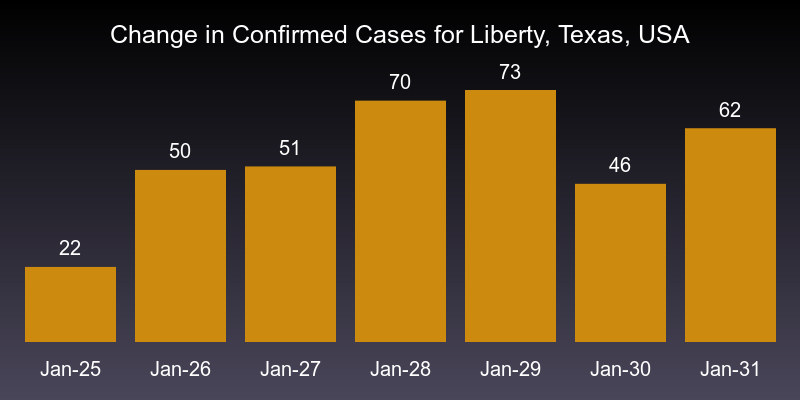 Change in Confirmed Cases for Liberty, Texas, USA
22
50
51
70
73
46
62
Jan-25
Jan-26
Jan-27
Jan-28
Jan-29
Jan-30
Jan-31